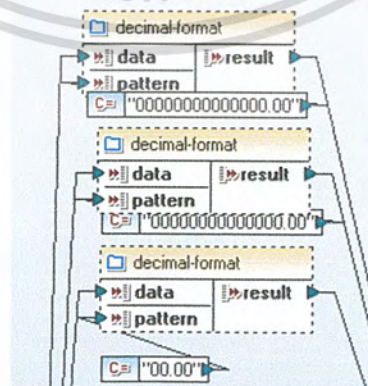 decimal-format
data
result
pattern
C= "00000000000000.00"
decimal-format
data
result
pattern
C= "00000000000000.00"
decimal-format
data
result
pattern
C= "00.00"